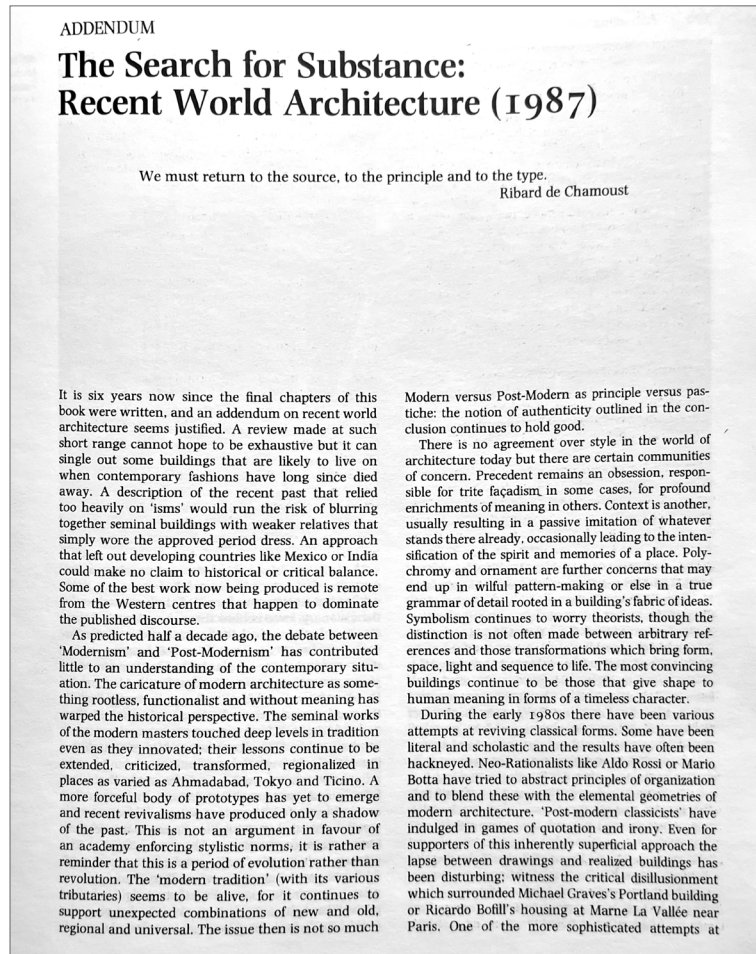 ADDENDUM
The Search for Substance:
Recent World Architecture (1987)
We must return to the source, to the principle and to the type.
Ribard de Chamoust
It is six years now since the final chapters of this
book were written, and an addendum on recent world
architecture seems justified. A review made at such
short range cannot hope to be exhaustive but it can
single out some buildings that are likely to live on
when contemporary fashions have long since died
away. A description of the recent past that relied
too heavily on 'isms' would run the risk of blurring
together seminal buildings with weaker relatives that
simply wore the approved period dress. An approach
that left out developing countries like Mexico or India
could make no claim to historical or critical balance.
Some of the best work now being produced is remote
from the Western centres that happen to dominate
the published discourse.
As predicted half a decade ago, the debate between
'Modernism' and 'Post-Modernism' has contributed
little to an understanding of the contemporary situ-
ation. The caricature of modern architecture as some-
thing rootless, functionalist and without meaning has
warped the historical perspective. The seminal works
of the modern masters touched deep levels in tradition
even as they innovated; their lessons continue to be
extended, criticized, transformed, regionalized in
places as varied as Ahmadabad, Tokyo and Ticino. A
more forceful body of prototypes has yet to emerge
and recent revivalisms have produced only a shadow
of the past. This is not an argument in favour of
an academy enforcing stylistic norms, it is rather a
reminder that this is a period of evolution rather than
revolution. The 'modern tradition' (with its various
tributaries) seems to be alive, for it continues to
support unexpected combinations of new and old,
regional and universal. The issue then is not so much
Modern versus Post-Modern as principle versus pas-
tiche: the notion of authenticity outlined in the con-
clusion continues to hold good.
There is no agreement over style in the world of
architecture today but there are certain communities
of concern. Precedent remains an obsession, respon-
sible for trite façadism in some cases, for profound
enrichments of meaning in others. Context is another,
usually resulting in a passive imitation of whatever
stands there already, occasionally leading to the inten-
sification of the spirit and memories of a place. Poly-
chromy and ornament are further concerns that may
end up in wilful pattern-making or else in a true
grammar of detail rooted in a building's fabric of ideas.
Symbolism continues to worry theorists, though the
distinction is not often made between arbitrary ref-
erences and those transformations which bring form,
space, light and sequence to life. The most convincing
buildings continue to be those that give shape to
human meaning in forms of a timeless character.
During the early 1980s there have been various
attempts at reviving classical forms. Some have been
literal and scholastic and the results have often been
hackneyed. Neo-Rationalists like Aldo Rossi or Mario
Botta have tried to abstract principles of organization
and to blend these with the elemental geometries of
modern architecture. 'Post-modern classicists' have
indulged in games of quotation and irony. Even for
supporters of this inherently superficial approach the
lapse between drawings and realized buildings has
been disturbing; witness the critical disillusionment
which surrounded Michael Graves's Portland building
or Ricardo Bofill's housing at Marne La Vallée near
Paris. One of the more sophisticated attempts at